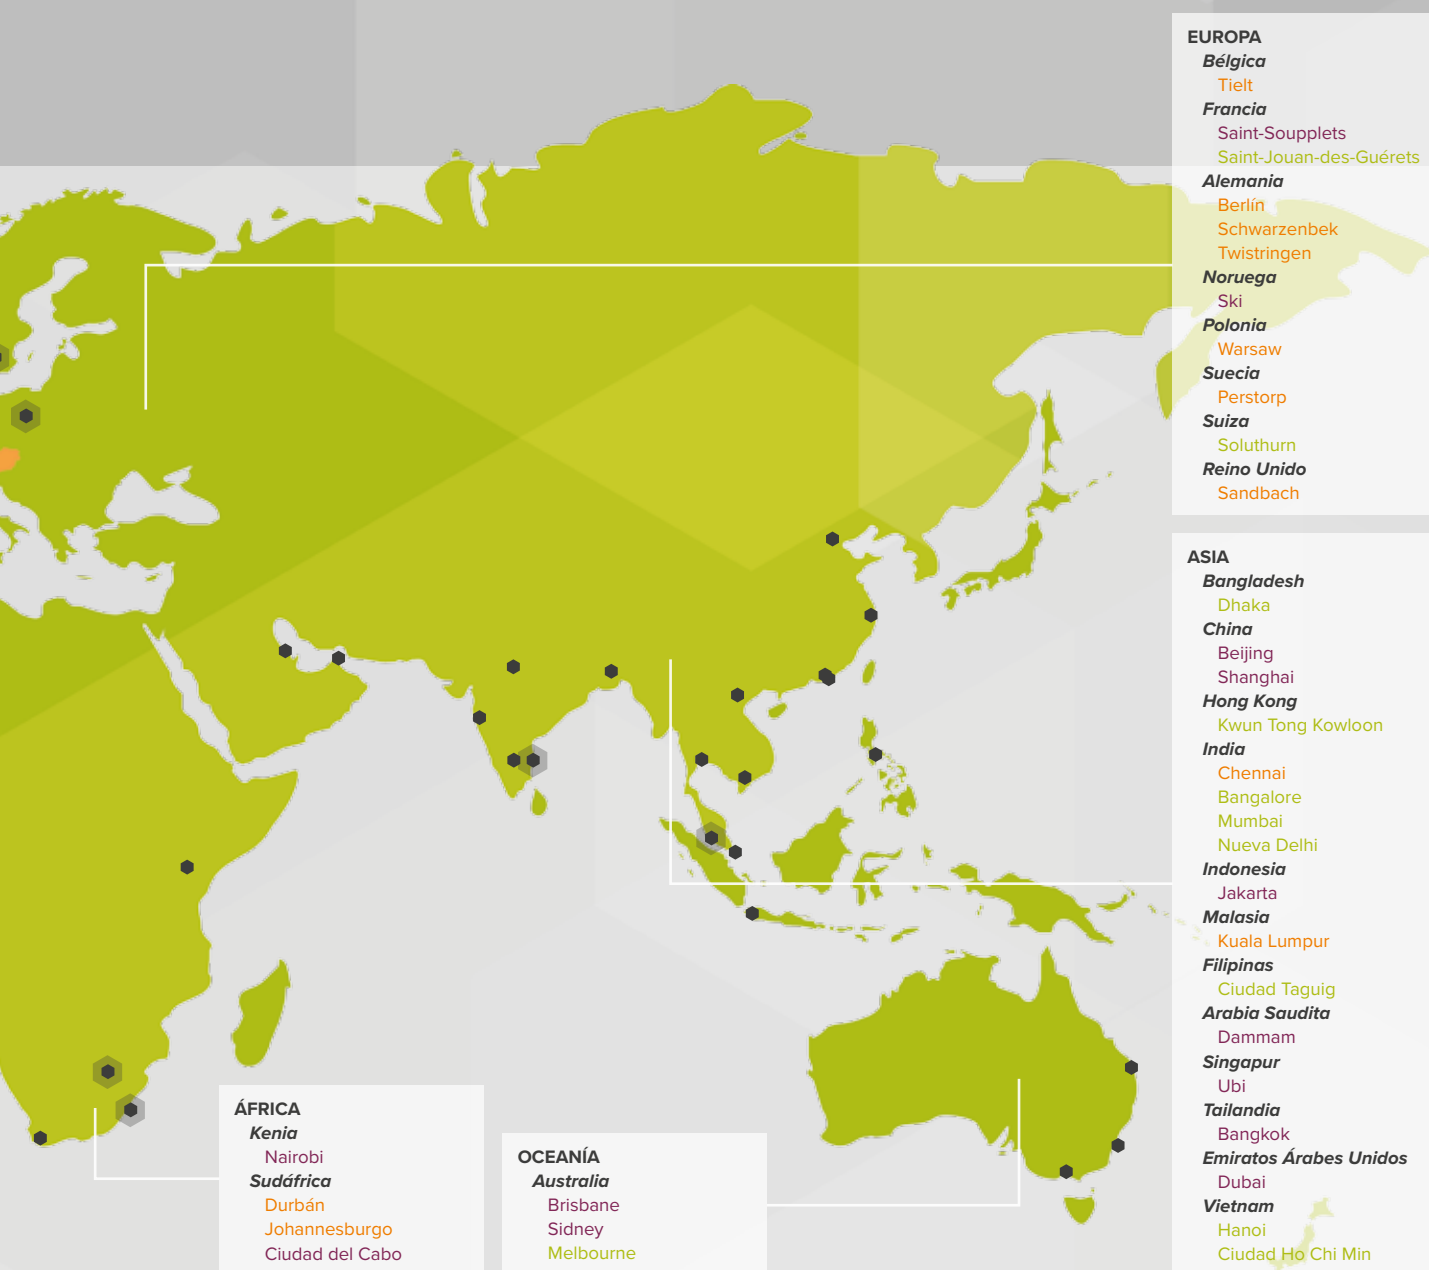 EUROPA
Bélgica
Tielt
Francia
Saint-Soupplets
Saint-Jouan-des-Guérets
Alemania
Berlín
Schwarzenbek
Twistringen
Noruega
Ski
Polonia
Warsaw
Suecia
Perstorp
Suiza
Soluthurn
Reino Unido
Sandbach
ASIA
Bangladesh
Dhaka
China
Beijing
Shanghai
Hong Kong
Kwun Tong Kowloon
India
Chennai
Bangalore
Mumbai
Nueva Delhi
Indonesia
Jakarta
Malasia
Kuala Lumpur
Filipinas
Ciudad Taguig
Arabia Saudita
Dammam
Singapur
Ubi
Tailandia
Bangkok
Emiratos Árabes Unidos
Dubai
Vietnam
Hanoi
Ciudad Ho Chi Min
ÁFRICA
Kenia
Nairobi
Sudáfrica
Durbán
Johannesburgo
Ciudad del Cabo
OCEANÍA
Australia
Brisbane
Sidney
Melbourne